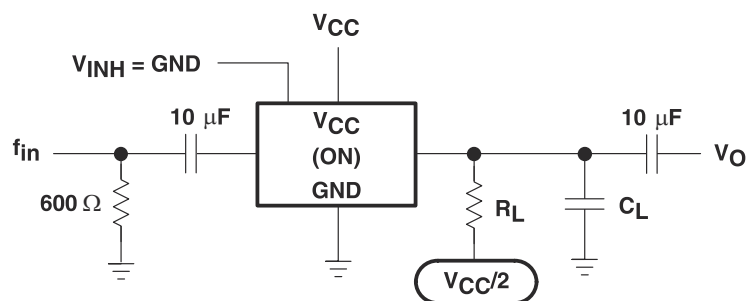 VCC
VINH = GND
10 μF
VCC
(ON)
GND
10 μF
fin
VO
600 Ω
RL
CL
VCC/2